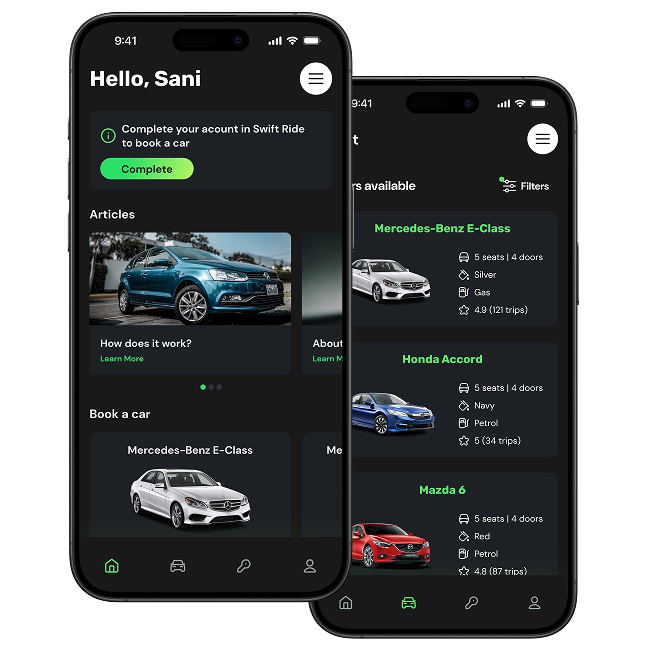 9:41
Hello, Sani
Complete your acount in Swift Ride
to book a car
Complete
Articles
How does it work?
Learn More
About
Learn M
Book a car
Mercedes-Benz E-Class
Me
9:41
t
rs available
Filters
Mercedes-Benz E-Class
5 seats | 4 doors
Silver
Gas
4.9 (121 trips)
Honda Accord
5 seats | 4 doors
Navy
Petrol
5 (34 trips)
Mazda 6
5 seats | 4 doors
Red
Petrol
4.8 (87 trips)